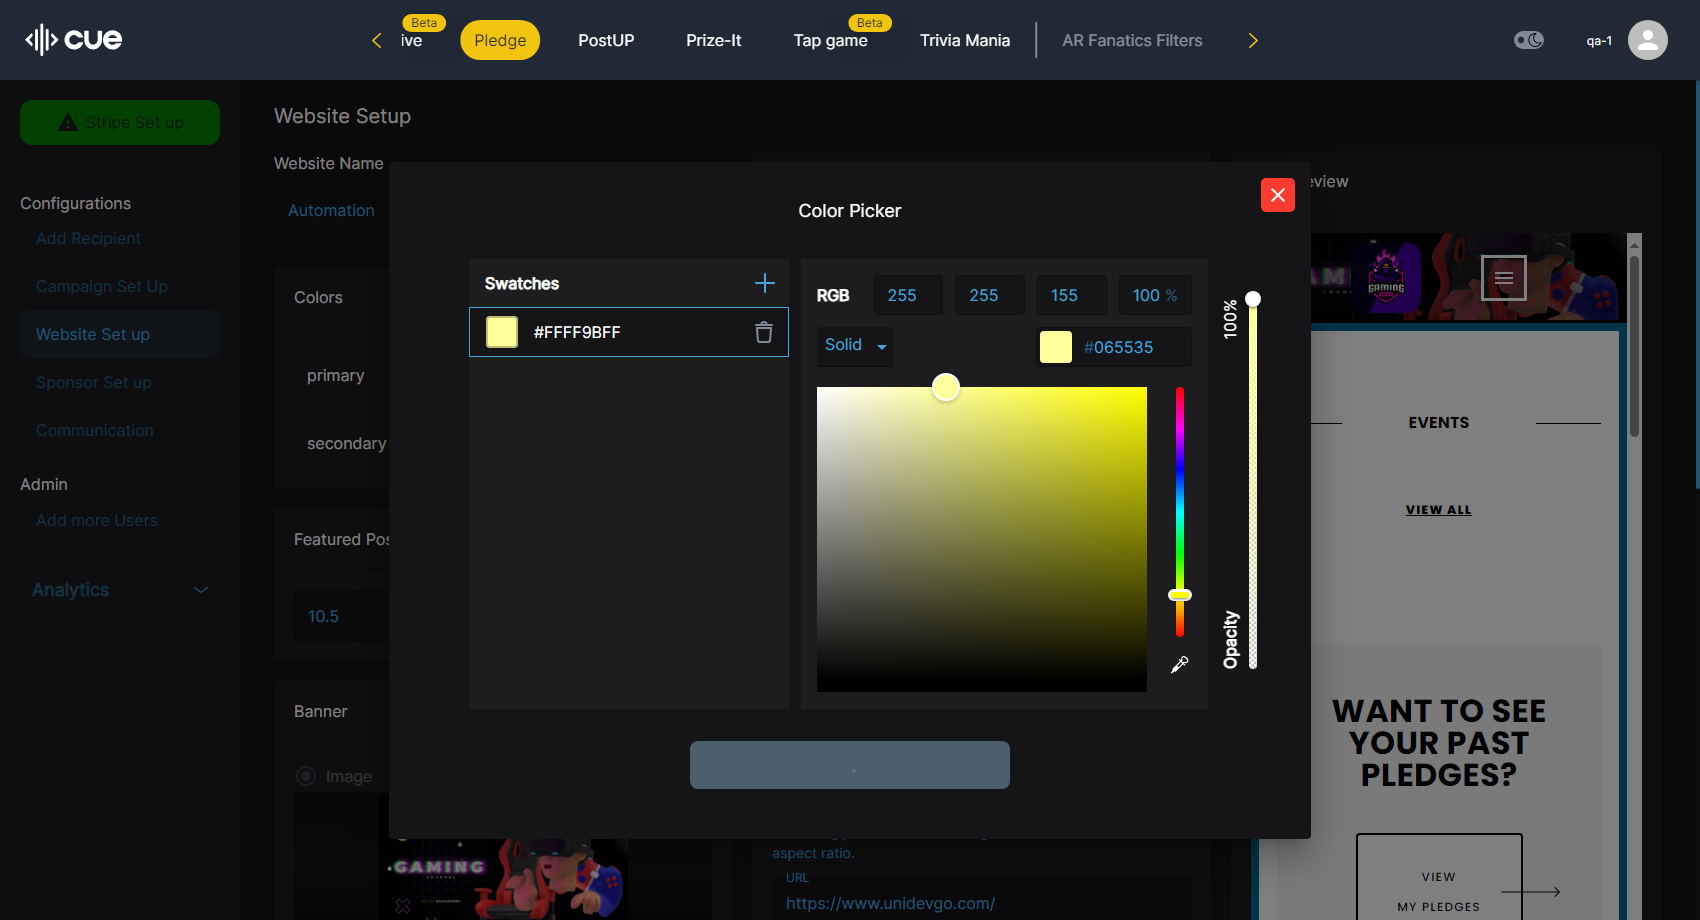 cue
Beta
ive
Pledge
PostUP
Prize-It
Beta
Tap game
Trivia Mania
AR Fanatics Filters
qa-1
Stripe Set up
Configurations
Add Recipient
Campaign Set Up
Website Set up
Sponsor Set up
Communication
Admin
Add more Users
Analytics
Website Setup
Website Name
Automation
Colors
primary
secondary
Featured Pos
10.5
Banner
Image
GAMING
Color Picker
Swatches
#FFFF9BFF
RGB
255
255
155
100 %
Solid
#065535
100%
Opacity
aspect ratio.
URL
https://www.unidevgo.com/
eview
GAMING
EVENTS
VIEW ALL
WANT TO SEE
YOUR PAST
PLEDGES?
VIEW
MY PLEDGES